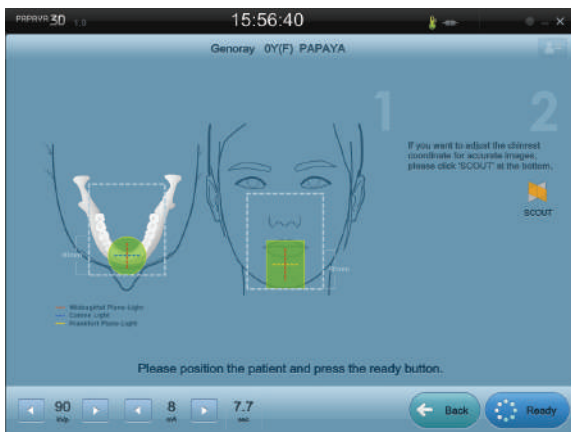 PAPAYA 3D 1.0
15:56:40
Genoray 0Y(F) PAPAYA
1
2
If you want to adjust the chinrest
coordinate for accurate images,
please click 'SCOUT' at the bottom.
SCOUT
Midsagittal Plane Light
Canine Light
Frankfort Plane Light
Please position the patient and press the ready button.
90
kVp
8
mA
7.7
sec
Back
Ready